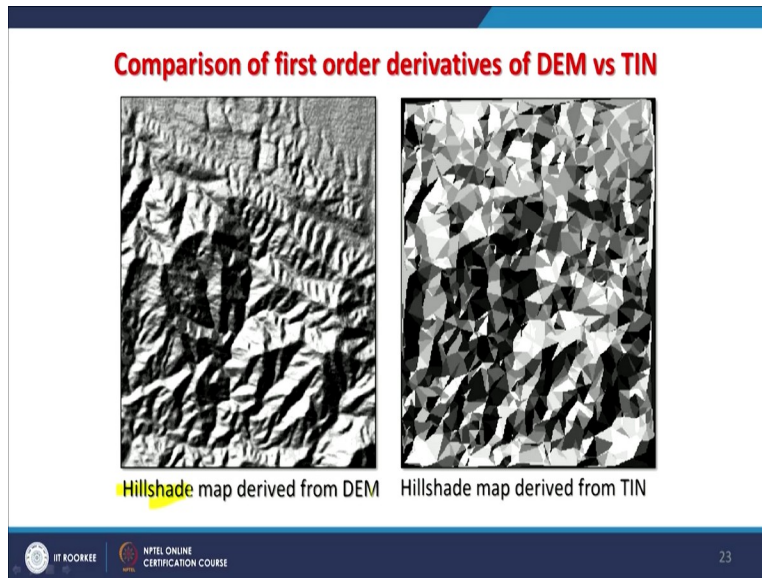 Comparison of first order derivatives of DEM vs TIN
Hillshade map derived from DEM
Hillshade map derived from TIN
IIT ROORKEE
NPTEL
NPTEL ONLINE
CERTIFICATION COURSE
23